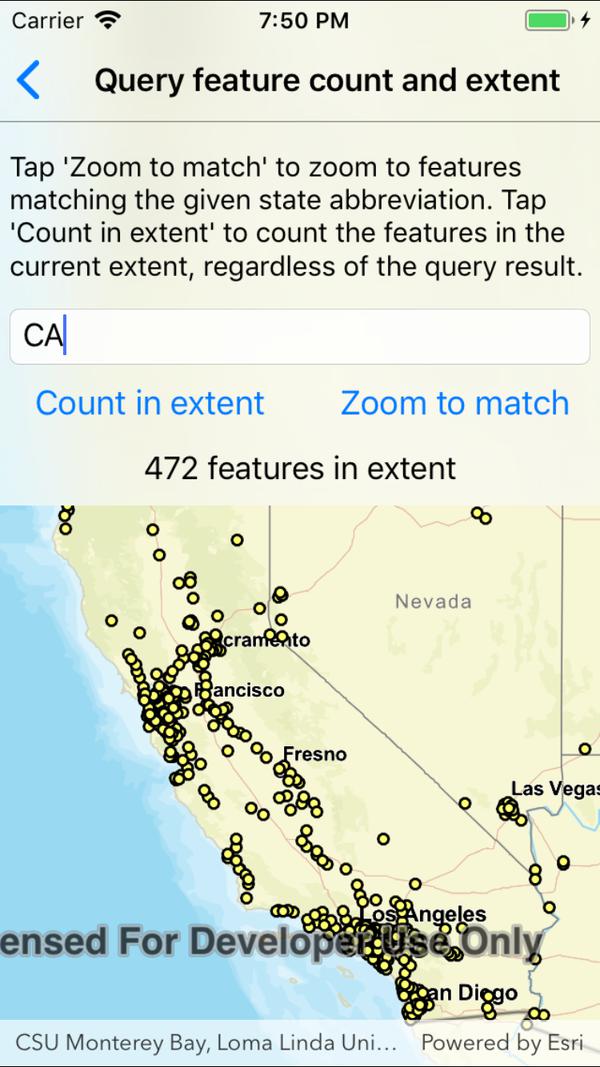 Carrier 7:50 PM
Query feature count and extent
Tap 'Zoom to match' to zoom to features
matching the given state abbreviation. Tap
'Count in extent' to count the features in the
current extent, regardless of the query result.
CA
Count in extent Zoom to match
472 features in extent
Nevada
cramento
Francisco
Fresno
Las Vegas
Los Angeles
ensed For Developer Use Only
an Diego
CSU Monterey Bay, Loma Linda Uni... Powered by Esri